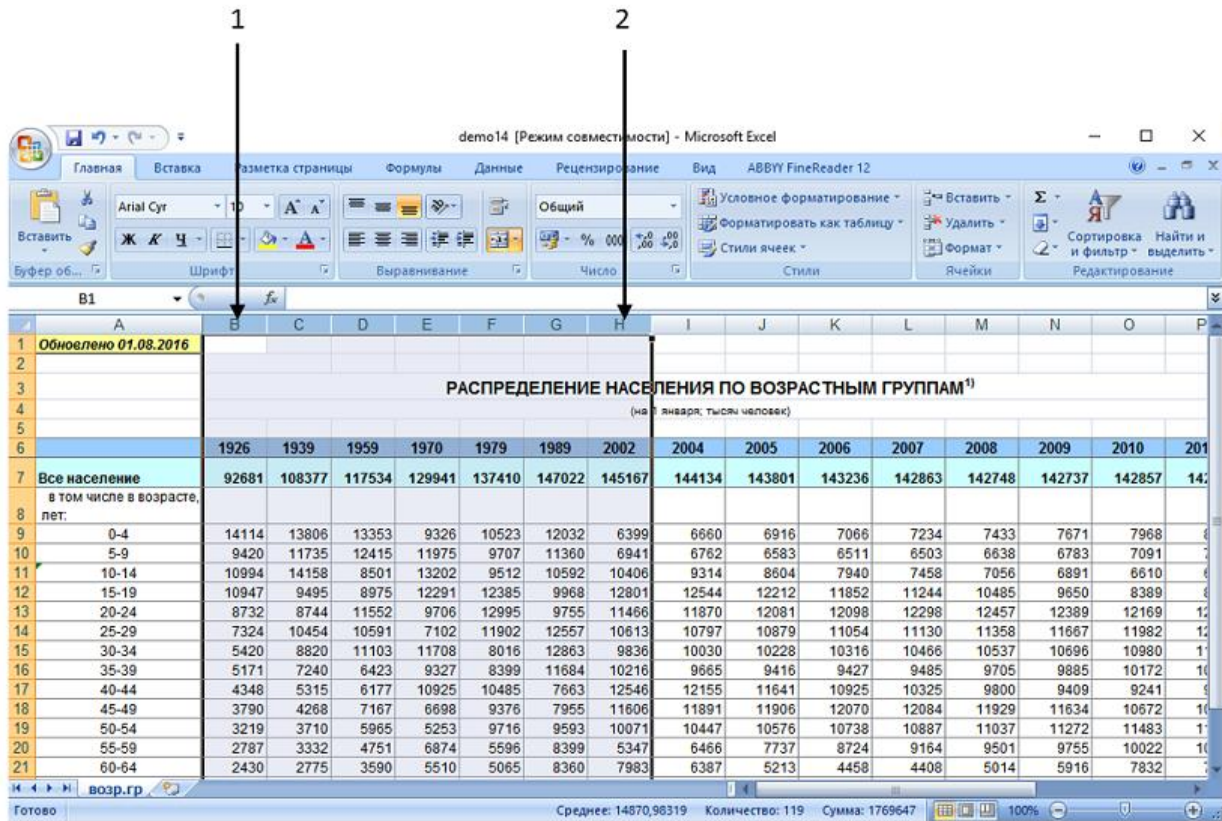 1 2
demo14 [Режим совместимости] - Microsoft Excel
Главная Вставка Разметка страницы Формулы Данные Рецензирование Вид ABBYY FineReader 12
Вставить
Буфер об...
Arial Cyr 10
Ж К Ч
Шрифт
Выравнивание
Общий
% 000
Число
Условное форматирование
Форматировать как таблицу
Стили ячеек
Стили
Вставить
Удалить
Формат
Ячейки
Σ
Сортировка и фильтр
Найти и выделить
Редактирование
B1 fx
A B C D E F G H I J K L M N O P
1 Обновлено 01.08.2016
2
3 РАСПРЕДЕЛЕНИЕ НАСЕЛЕНИЯ ПО ВОЗРАСТНЫМ ГРУППАМ1)
4 (на 1 января; тысяч человек)
5
6 1926 1939 1959 1970 1979 1989 2002 2004 2005 2006 2007 2008 2009 2010 201
7 Все население 92681 108377 117534 129941 137410 147022 145167 144134 143801 143236 142863 142748 142737 142857 142
8 в том числе в возрасте, лет:
9 0-4 14114 13806 13353 9326 10523 12032 6399 6660 6916 7066 7234 7433 7671 7968
10 5-9 9420 11735 12415 11975 9707 11360 6941 6762 6583 6511 6503 6638 6783 7091
11 10-14 10994 14158 8501 13202 9512 10592 10406 9314 8604 7940 7458 7056 6891 6610
12 15-19 10947 9495 8975 12291 12385 9968 12801 12544 12212 11852 11244 10485 9650 8389
13 20-24 8732 8744 11552 9706 12995 9755 11466 11870 12081 12098 12298 12457 12389 12169
14 25-29 7324 10454 10591 7102 11902 12557 10613 10797 10879 11054 11130 11358 11667 11982
15 30-34 5420 8820 11103 11708 8016 12863 9836 10030 10228 10316 10466 10537 10696 10980
16 35-39 5171 7240 6423 9327 8399 11684 10216 9665 9416 9427 9485 9705 9885 10172
17 40-44 4348 5315 6177 10925 10485 7663 12546 12155 11641 10925 10325 9800 9409 9241
18 45-49 3790 4268 7167 6698 9376 7955 11606 11891 11906 12070 12084 11929 11634 10672
19 50-54 3219 3710 5965 5253 9716 9593 10071 10447 10576 10738 10887 11037 11272 11483
20 55-59 2787 3332 4751 6874 5596 8399 5347 6466 7737 8724 9164 9501 9755 10022
21 60-64 2430 2775 3590 5510 5065 8360 7983 6387 5213 4458 4408 5014 5916 7832
возр.гр
Готово Среднее: 14870,98319 Количество: 119 Сумма: 1769647 100%